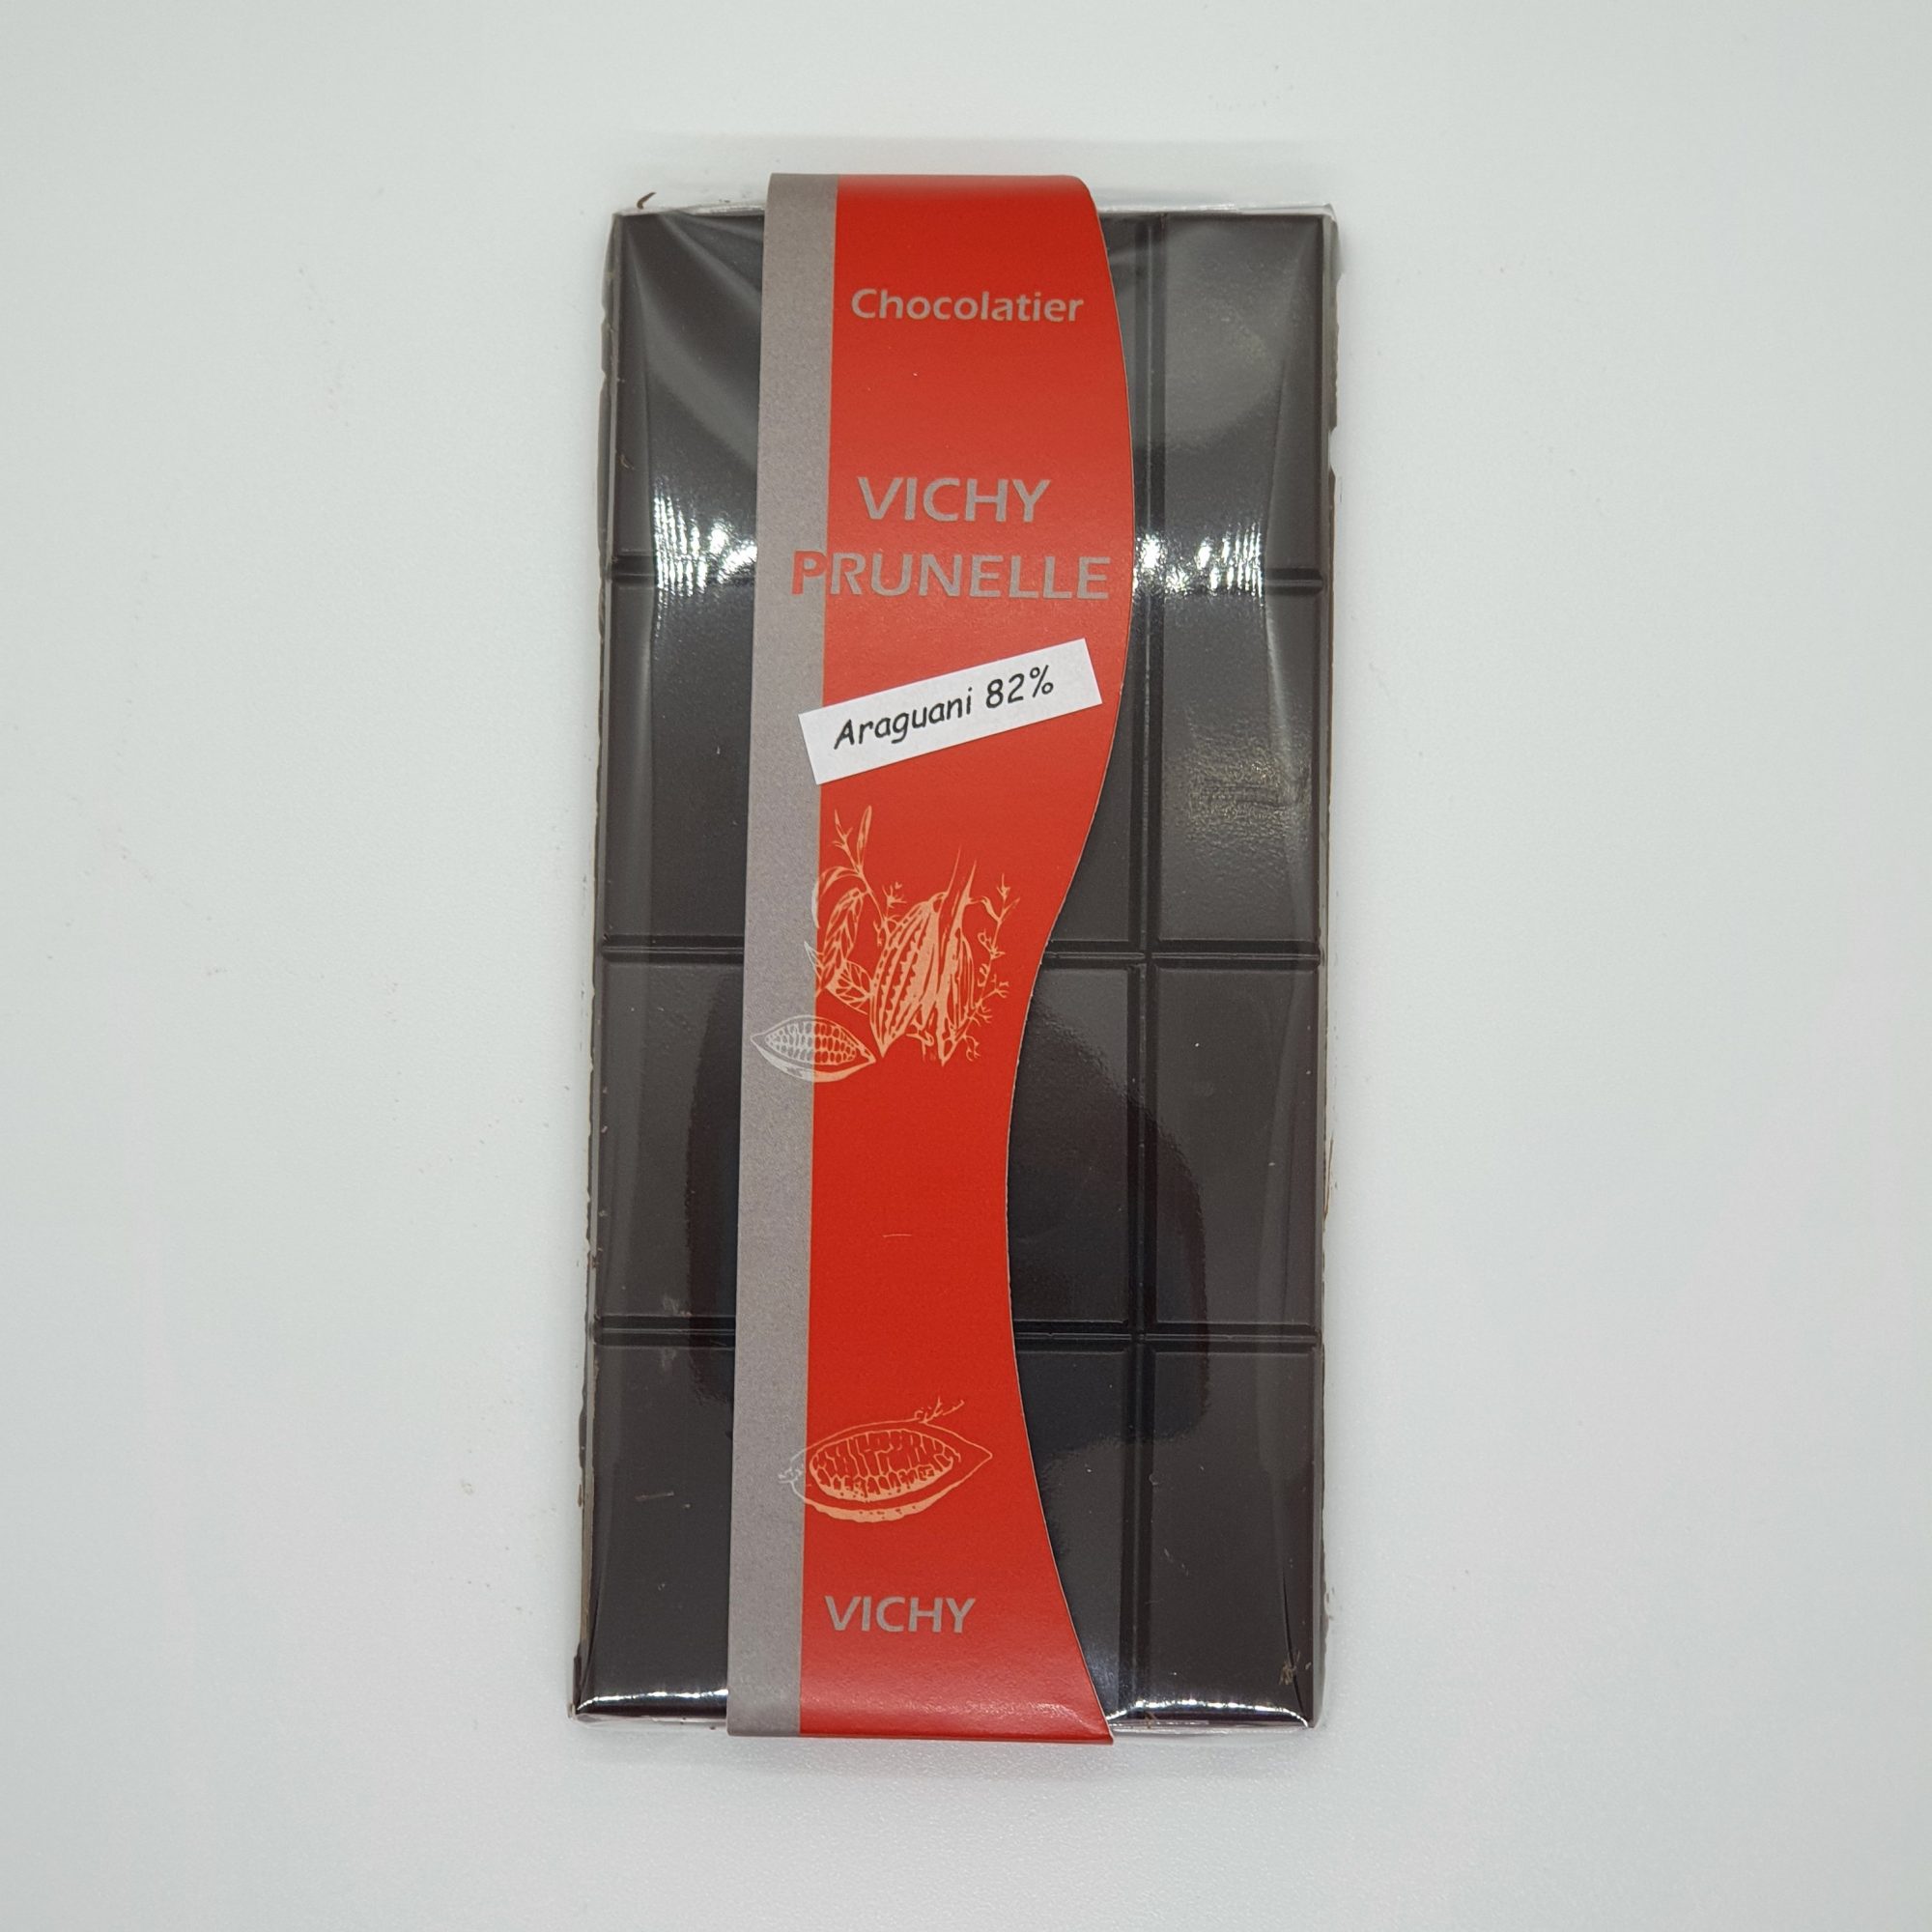 Chocolatier
VICHY
PRUNELLE
Araguani 82%
VICHY